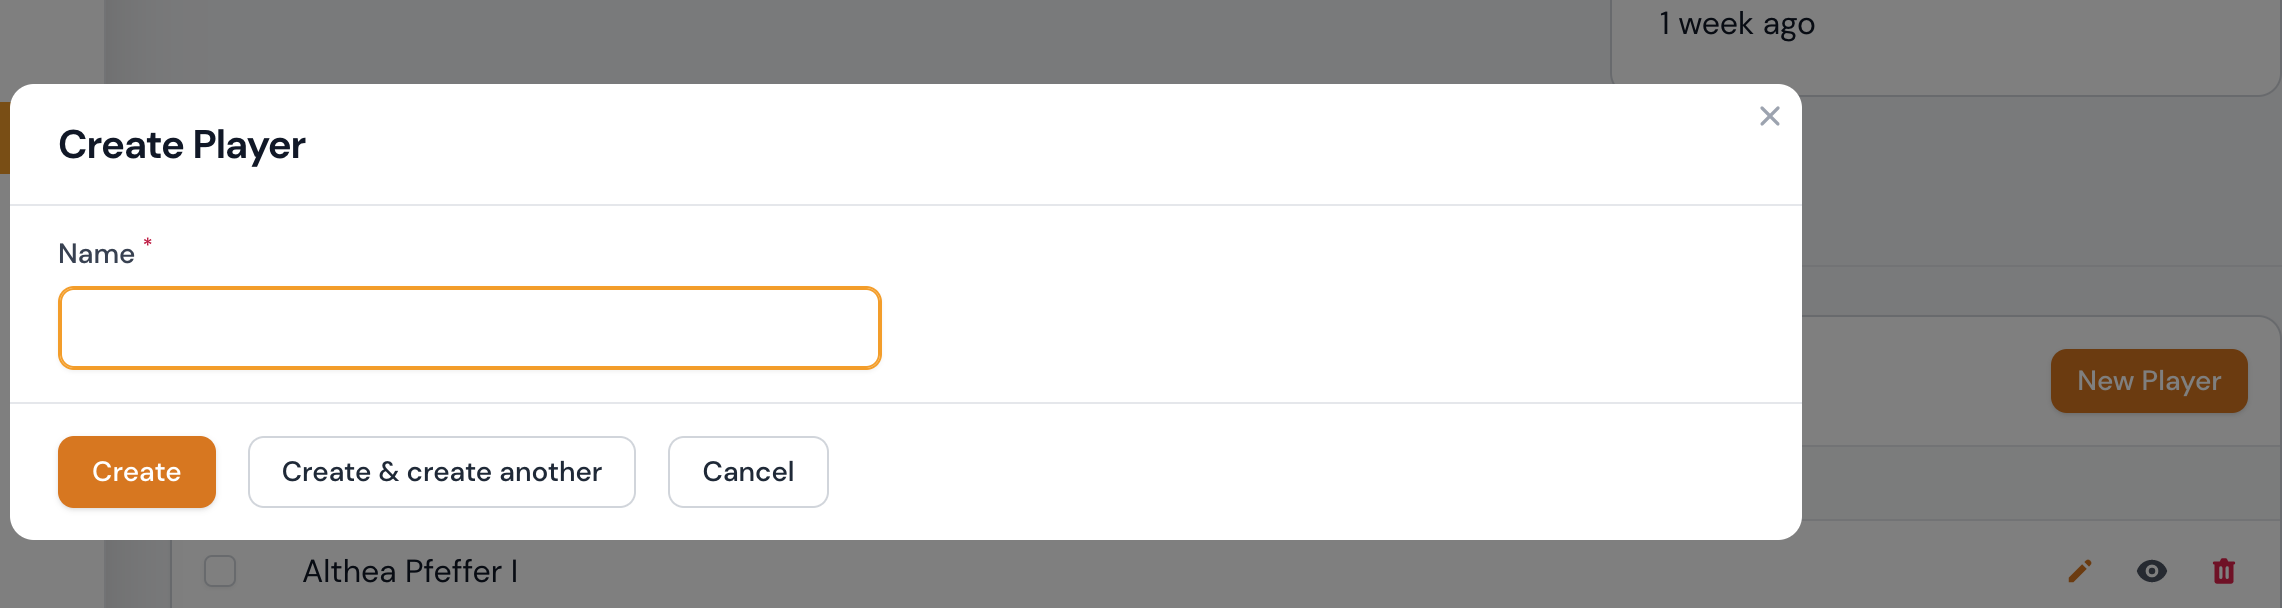 1 week ago
Create Player
Name *
New Player
Create
Create & create another
Cancel
Althea Pfeffer I